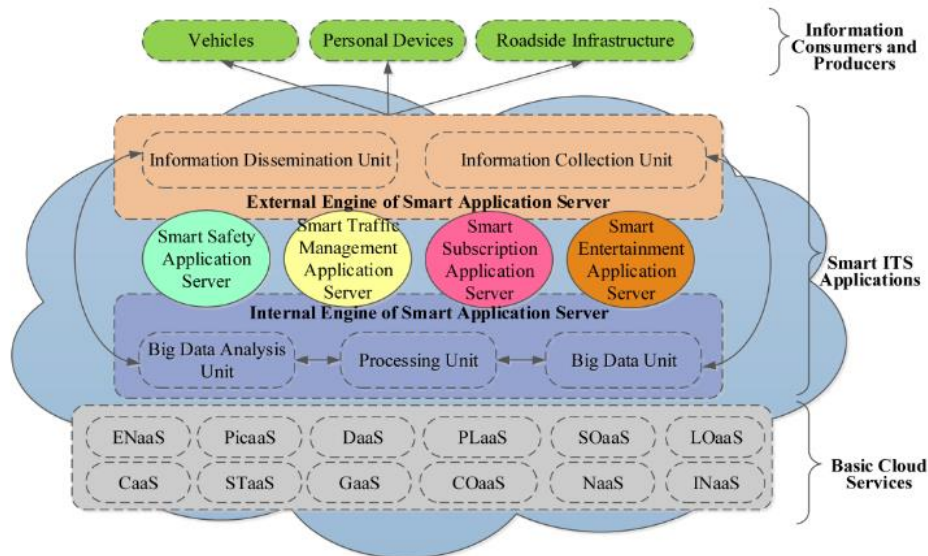 Vehicles
Personal Devices
Roadside Infrastructure
Information
Consumers and
Producers
Information Dissemination Unit
Information Collection Unit
External Engine of Smart Application Server
Smart Safety
Application
Server
Smart Traffic
Management
Application
Server
Smart
Subscription
Application
Server
Smart
Entertainment
Application
Server
Smart ITS
Applications
Internal Engine of Smart Application Server
Big Data Analysis
Unit
Processing Unit
Big Data Unit
ENaaS
PicaaS
DaaS
PLaaS
SOaaS
LOaaS
CaaS
STaaS
GaaS
COaaS
NaaS
INaaS
Basic Cloud
Services